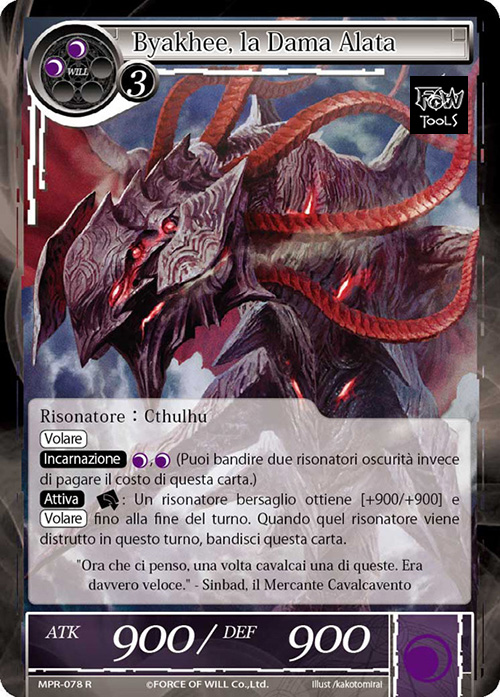 Byakhee, la Dama Alata
WILL
3
FoW
TOOLS
Risonatore : Cthulhu
Volare
Incarnazione , (Puoi bandire due risonatori oscurità invece
di pagare il costo di questa carta.)
Attiva : Un risonatore bersaglio ottiene [+900/+900] e
Volare fino alla fine del turno. Quando quel risonatore viene
distrutto in questo turno, bandisci questa carta.
"Ora che ci penso, una volta cavalcai una di queste. Era
davvero veloce." - Sinbad, il Mercante Cavalcavento
ATK 900 / DEF 900
MPR-078 R ©FORCE OF WILL Co.,Ltd. Illust /kakotomirai